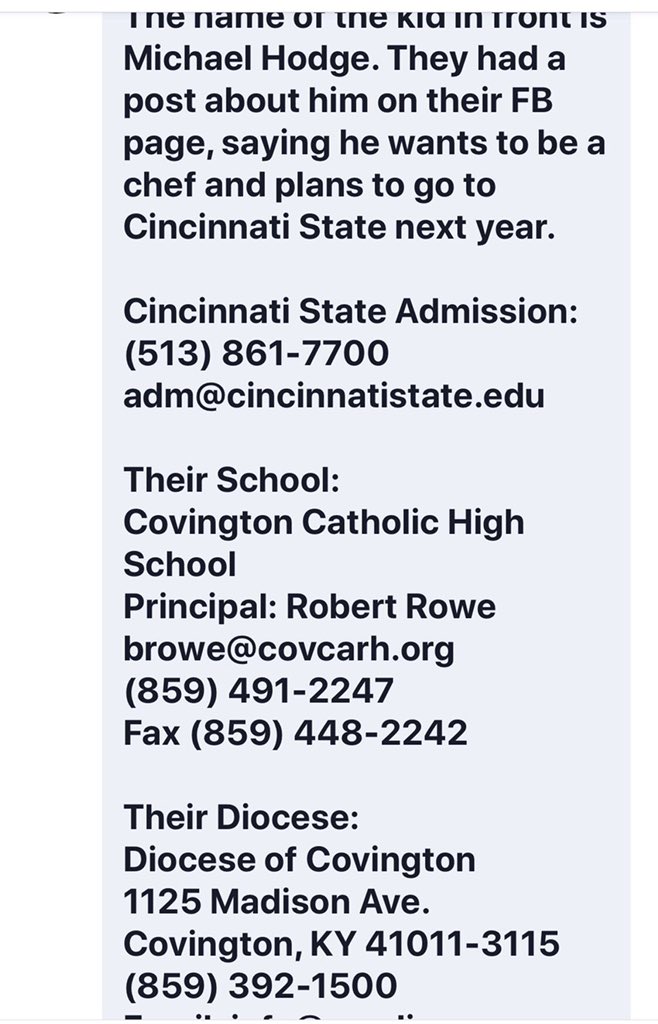 The name of the kid in front is
Michael Hodge. They had a
post about him on their FB
page, saying he wants to be a
chef and plans to go to
Cincinnati State next year.
Cincinnati State Admission:
(513) 861-7700
adm@cincinnatistate.edu
Their School:
Covington Catholic High
School
Principal: Robert Rowe
browe@covcarh.org
(859) 491-2247
Fax (859) 448-2242
Their Diocese:
Diocese of Covington
1125 Madison Ave.
Covington, KY 41011-3115
(859) 392-1500